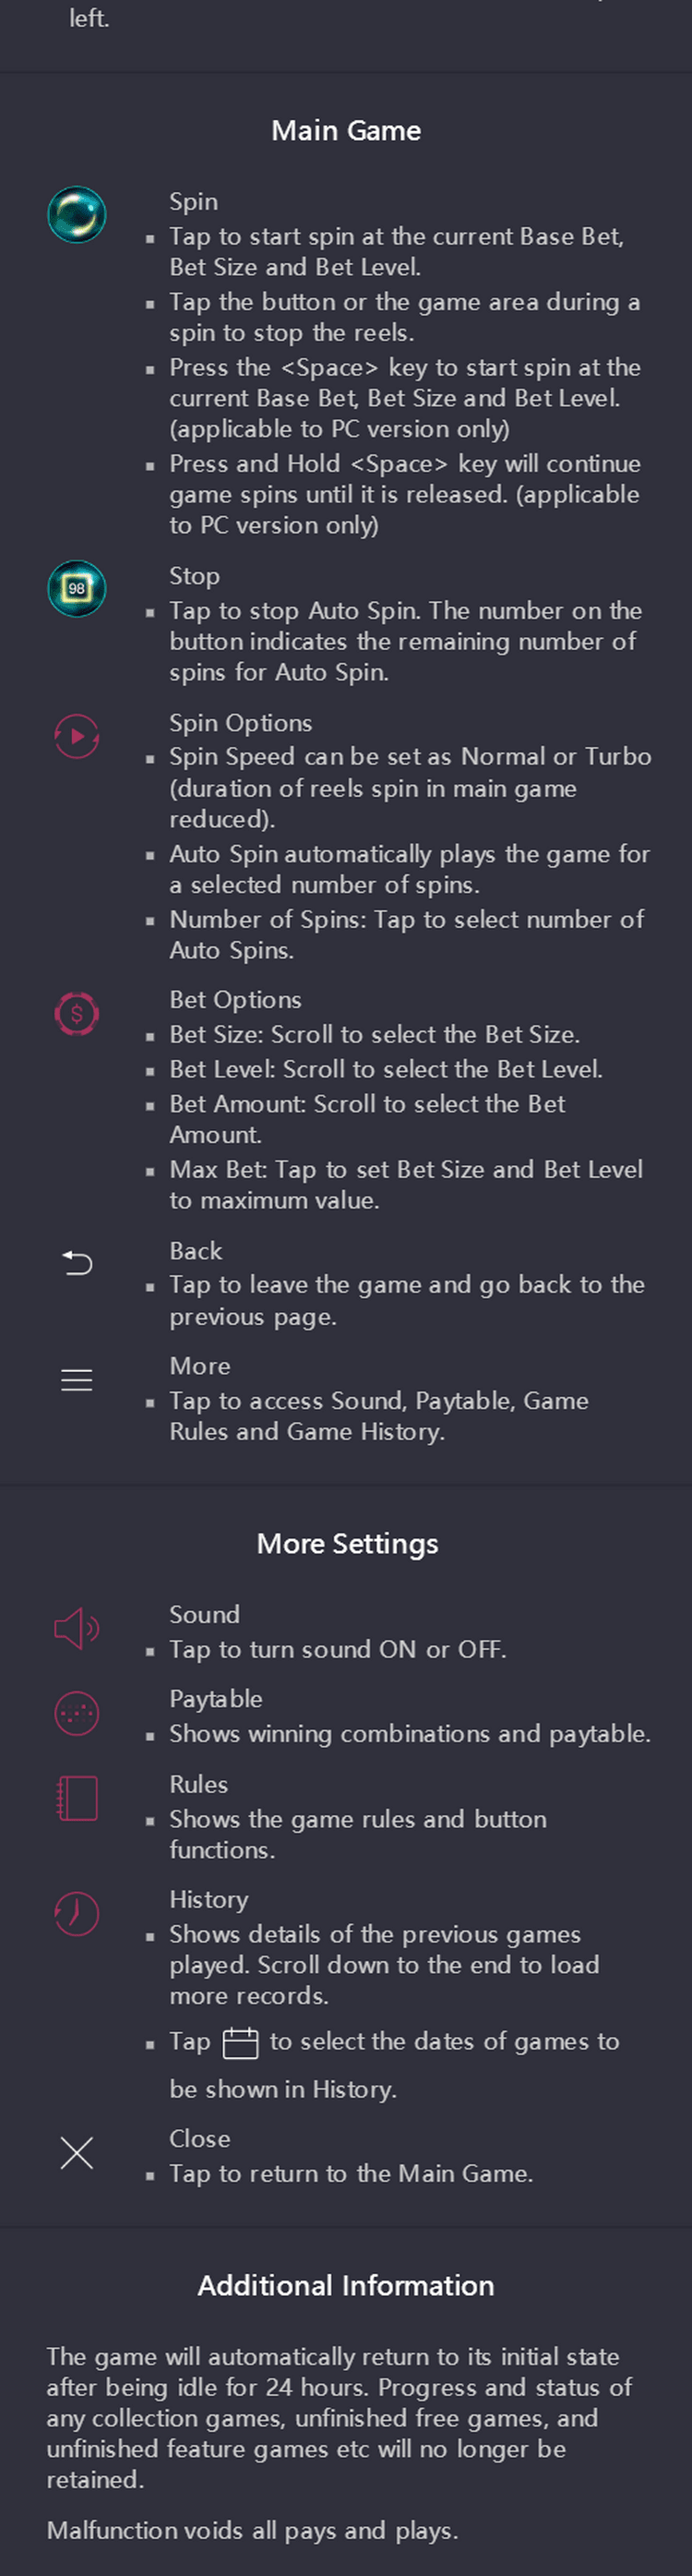 left.
Main Game
Spin
▪ Tap to start spin at the current Base Bet,
Bet Size and Bet Level.
▪ Tap the button or the game area during a
spin to stop the reels.
▪ Press the <Space> key to start spin at the
current Base Bet, Bet Size and Bet Level.
(applicable to PC version only)
▪ Press and Hold <Space> key will continue
game spins until it is released. (applicable
to PC version only)
98
Stop
▪ Tap to stop Auto Spin. The number on the
button indicates the remaining number of
spins for Auto Spin.
Spin Options
▪ Spin Speed can be set as Normal or Turbo
(duration of reels spin in main game
reduced).
▪ Auto Spin automatically plays the game for
a selected number of spins.
▪ Number of Spins: Tap to select number of
Auto Spins.
$
Bet Options
▪ Bet Size: Scroll to select the Bet Size.
▪ Bet Level: Scroll to select the Bet Level.
▪ Bet Amount: Scroll to select the Bet
Amount.
▪ Max Bet: Tap to set Bet Size and Bet Level
to maximum value.
Back
▪ Tap to leave the game and go back to the
previous page.
More
▪ Tap to access Sound, Paytable, Game
Rules and Game History.
More Settings
Sound
▪ Tap to turn sound ON or OFF.
Paytable
▪ Shows winning combinations and paytable.
Rules
▪ Shows the game rules and button
functions.
History
▪ Shows details of the previous games
played. Scroll down to the end to load
more records.
▪ Tap to select the dates of games to
be shown in History.
Close
▪ Tap to return to the Main Game.
Additional Information
The game will automatically return to its initial state
after being idle for 24 hours. Progress and status of
any collection games, unfinished free games, and
unfinished feature games etc will no longer be
retained.
Malfunction voids all pays and plays.